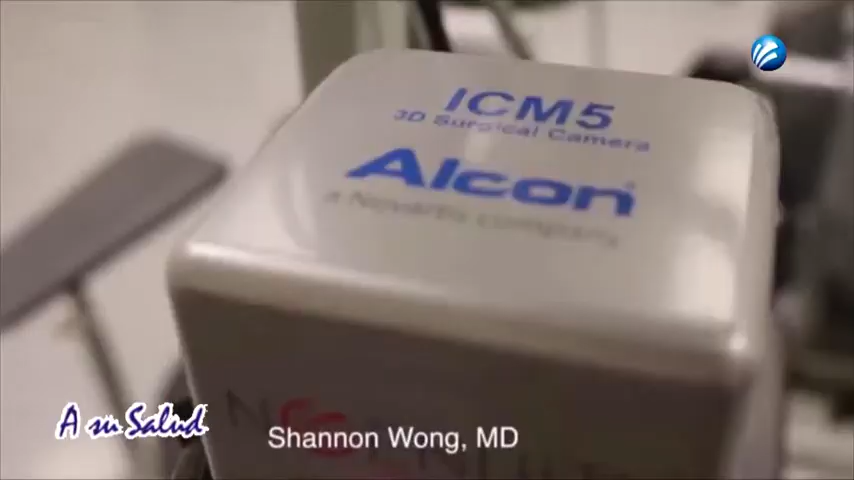 ICM5
3D Surgical Camera
Alcon
a Novartis company
A su Salud
Shannon Wong, MD